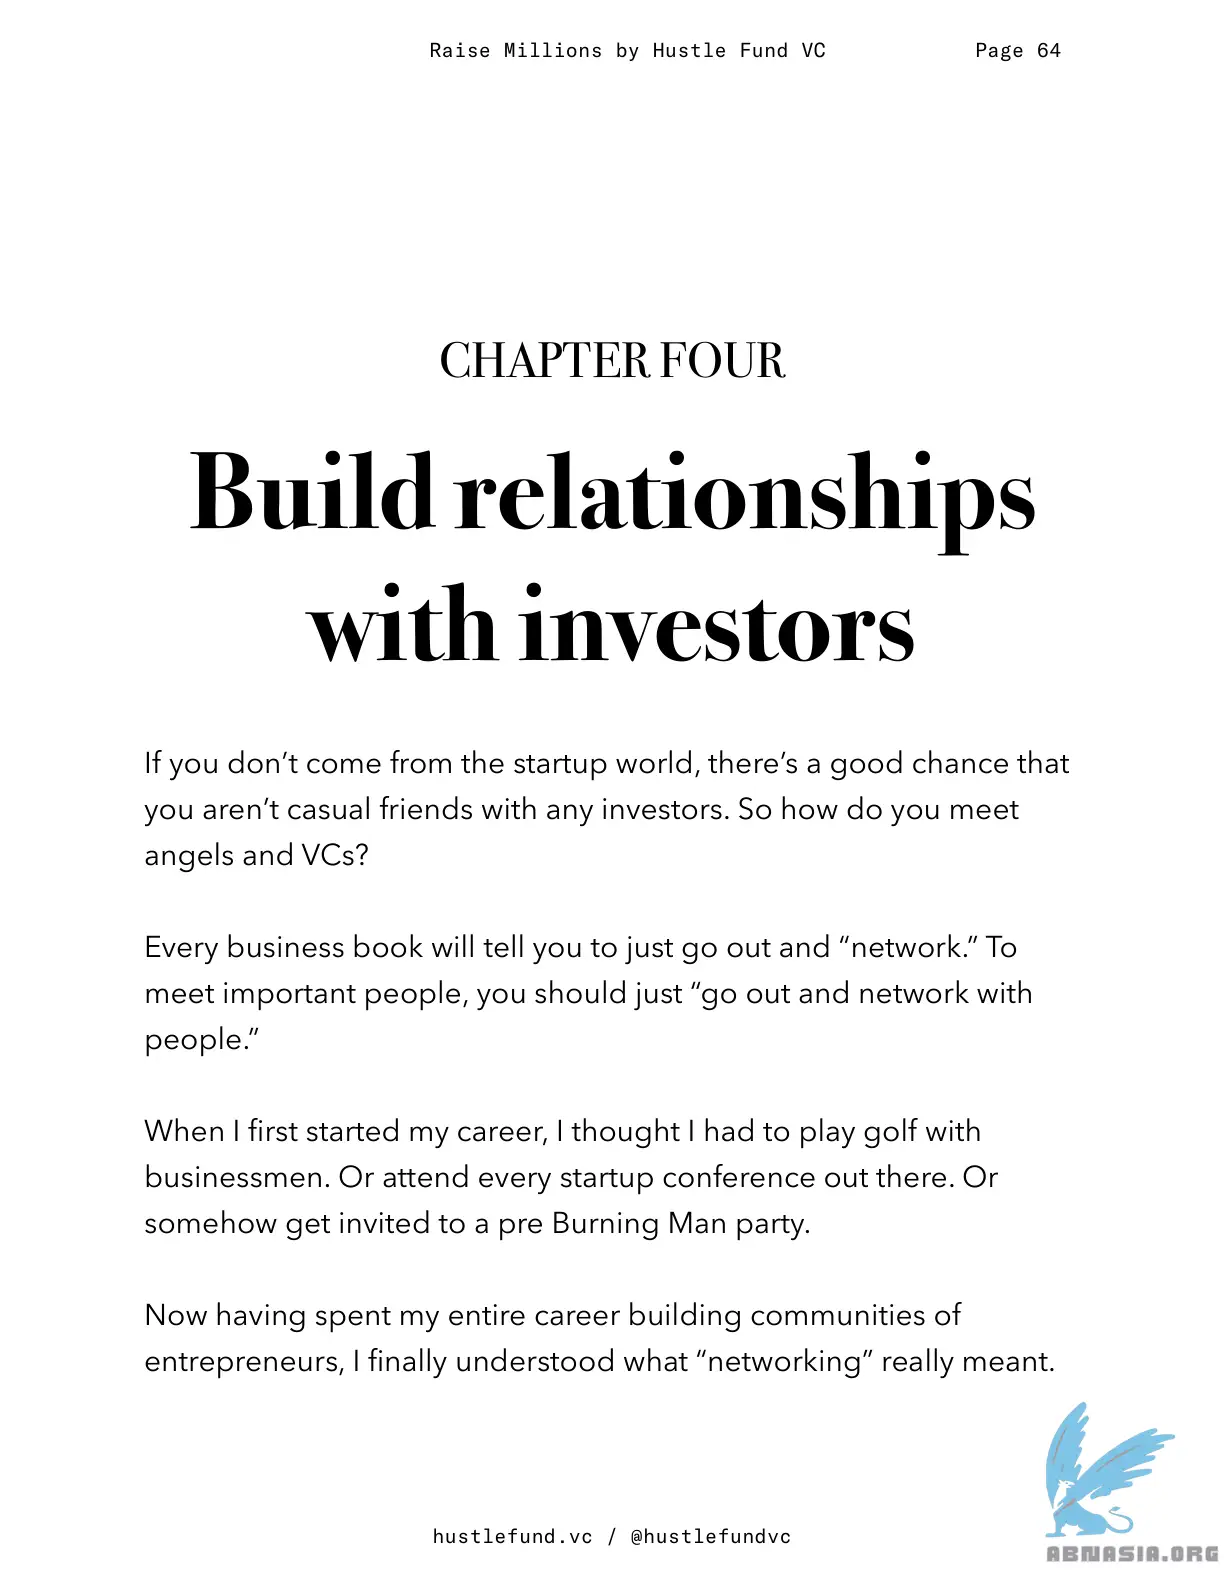 Raise Millions by Hustle Fund VC Page 64
CHAPTER FOUR
Build relationships
with investors
If you don’t come from the startup world, there’s a good chance that
you aren’t casual friends with any investors. So how do you meet
angels and VCs?
Every business book will tell you to just go out and “network.” To
meet important people, you should just “go out and network with
people.”
When I first started my career, I thought I had to play golf with
businessmen. Or attend every startup conference out there. Or
somehow get invited to a pre Burning Man party.
Now having spent my entire career building communities of
entrepreneurs, I finally understood what “networking” really meant.
hustlefund.vc / @hustlefundvc
ABNASIA.ORG